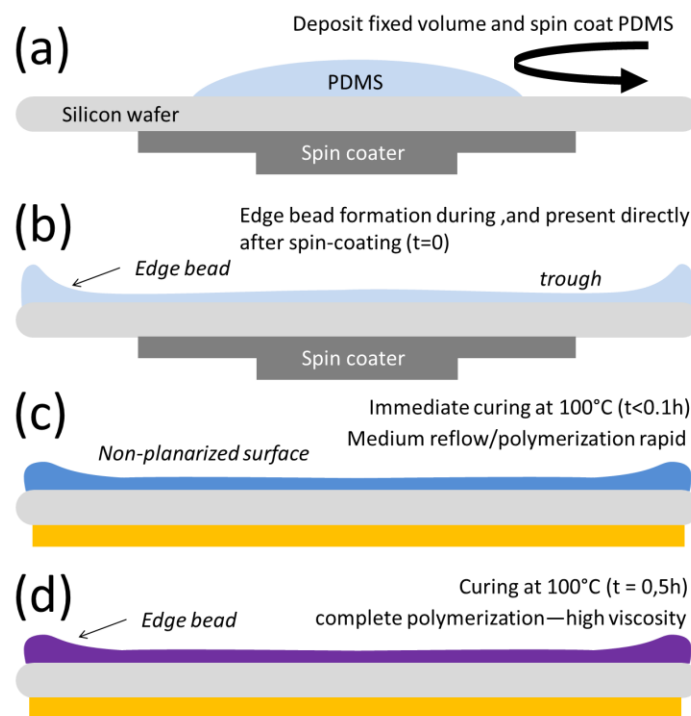 (a)
Deposit fixed volume and spin coat PDMS
PDMS
Silicon wafer
Spin coater
(b)
Edge bead formation during ,and present directly
after spin-coating (t=0)
Edge bead
trough
Spin coater
(c)
Immediate curing at 100°C (t<0.1h)
Medium reflow/polymerization rapid
Non-planarized surface
(d)
Curing at 100°C (t = 0,5h)
complete polymerization—high viscosity
Edge bead